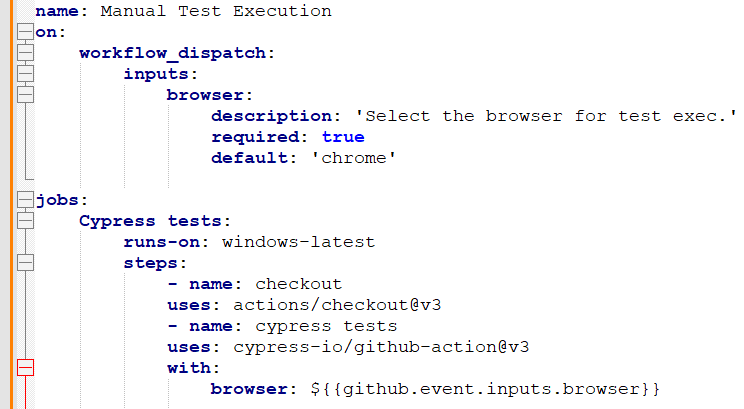 name: Manual Test Execution
on:
    workflow_dispatch:
        inputs:
            browser:
                description: 'Select the browser for test exec.'
                required: true
                default: 'chrome'

jobs:
    Cypress tests:
        runs-on: windows-latest
        steps:
            - name: checkout
            uses: actions/checkout@v3
            - name: cypress tests
            uses: cypress-io/github-action@v3
            with:
                browser: ${{github.event.inputs.browser}}